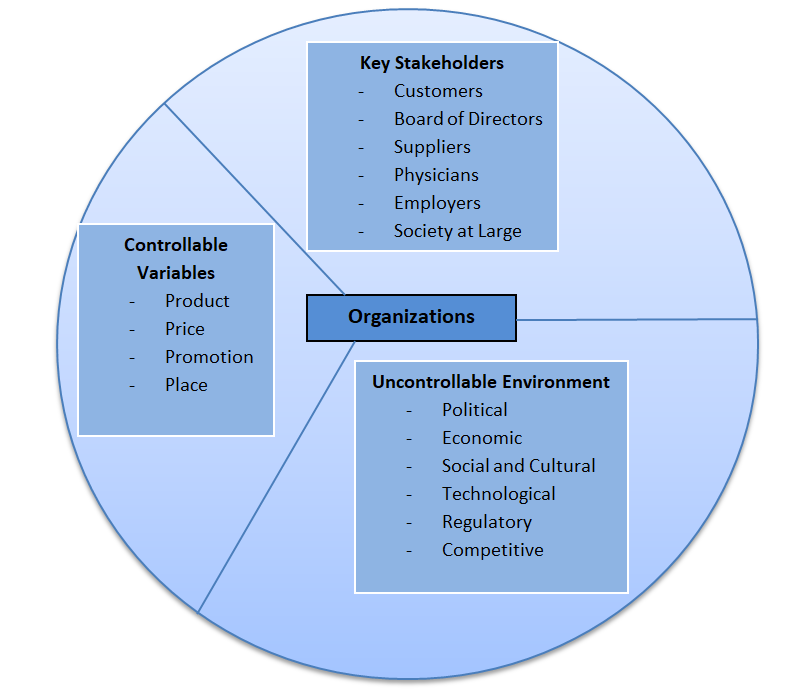 Key Stakeholders
- Customers
- Board of Directors
- Suppliers
- Physicians
- Employers
- Society at Large
Controllable
Variables
- Product
- Price
- Promotion
- Place
Organizations
Uncontrollable Environment
- Political
- Economic
- Social and Cultural
- Technological
- Regulatory
- Competitive